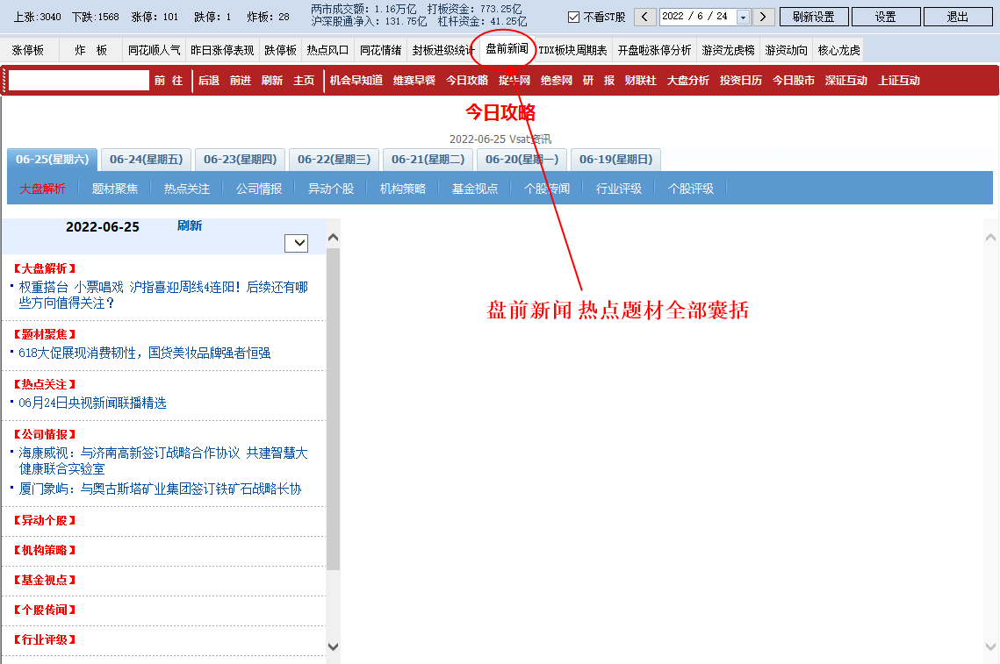 上涨:3040 下跌:1568 涨停: 101 跌停: 1 炸板: 28
两市成交额: 1.16万亿 打板资金: 773.25亿
沪深股通净入: 131.75亿 杠杆资金: 41.25亿
不看ST股 2022 / 6 / 24 刷新设置 设置 退出
涨停板 炸 板 同花顺人气 昨日涨停表现 跌停板 热点风口 同花情绪 封板进级统计 盘前新闻 TDX板块周期表 开盘啦涨停分析 游资龙虎榜 游资动向 核心龙虎
前 往 后退 前进 刷新 主页 机会早知道 维赛早餐 今日攻略 捉牛网 绝参网 研 报 财联社 大盘分析 投资日历 今日股市 深证互动 上证互动
今日攻略
2022-06-25 Vsat资讯
06-25(星期六) 06-24(星期五) 06-23(星期四) 06-22(星期三) 06-21(星期二) 06-20(星期一) 06-19(星期日)
大盘解析 题材聚焦 热点关注 公司情报 异动个股 机构策略 基金视点 个股传闻 行业评级 个股评级
2022-06-25 刷新
【大盘解析】
权重搭台 小票唱戏 沪指喜迎周线4连阳！后续还有哪
些方向值得关注？
【题材聚焦】
618大促展现消费韧性，国货美妆品牌强者恒强
【热点关注】
06月24日央视新闻联播精选
【公司情报】
海康威视：与济南高新签订战略合作协议 共建智慧大
健康联合实验室
厦门象屿：与奥古斯塔矿业集团签订铁矿石战略长协
【异动个股】
【机构策略】
【基金视点】
【个股传闻】
【行业评级】
盘前新闻 热点题材全部囊括